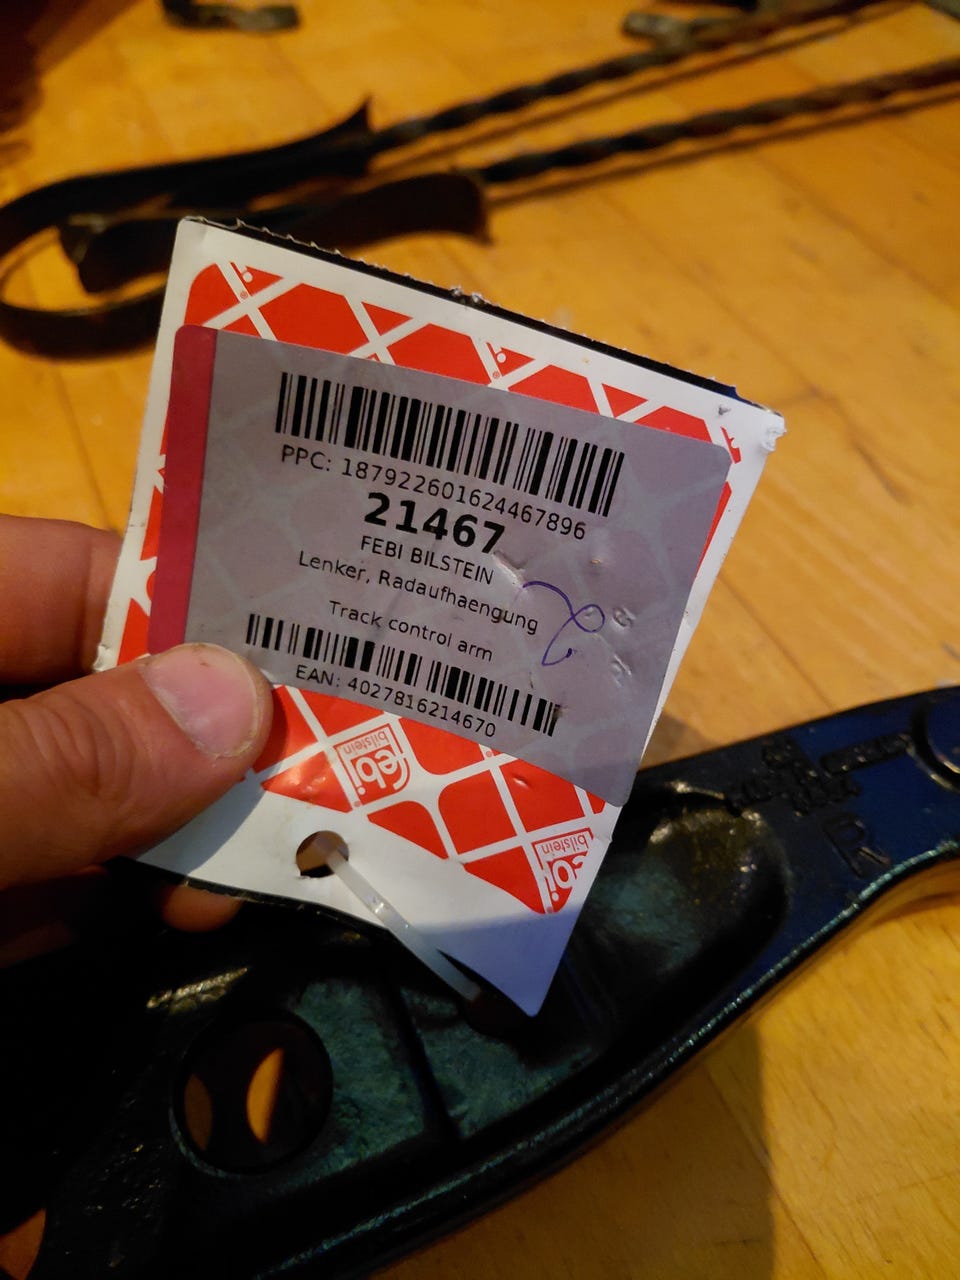 PPC: 187922601624467896
21467
FEBI BILSTEIN
Lenker, Radaufhaengung
Track control arm
EAN: 4027816214670
febi
bilstein
febi
bilstein
R